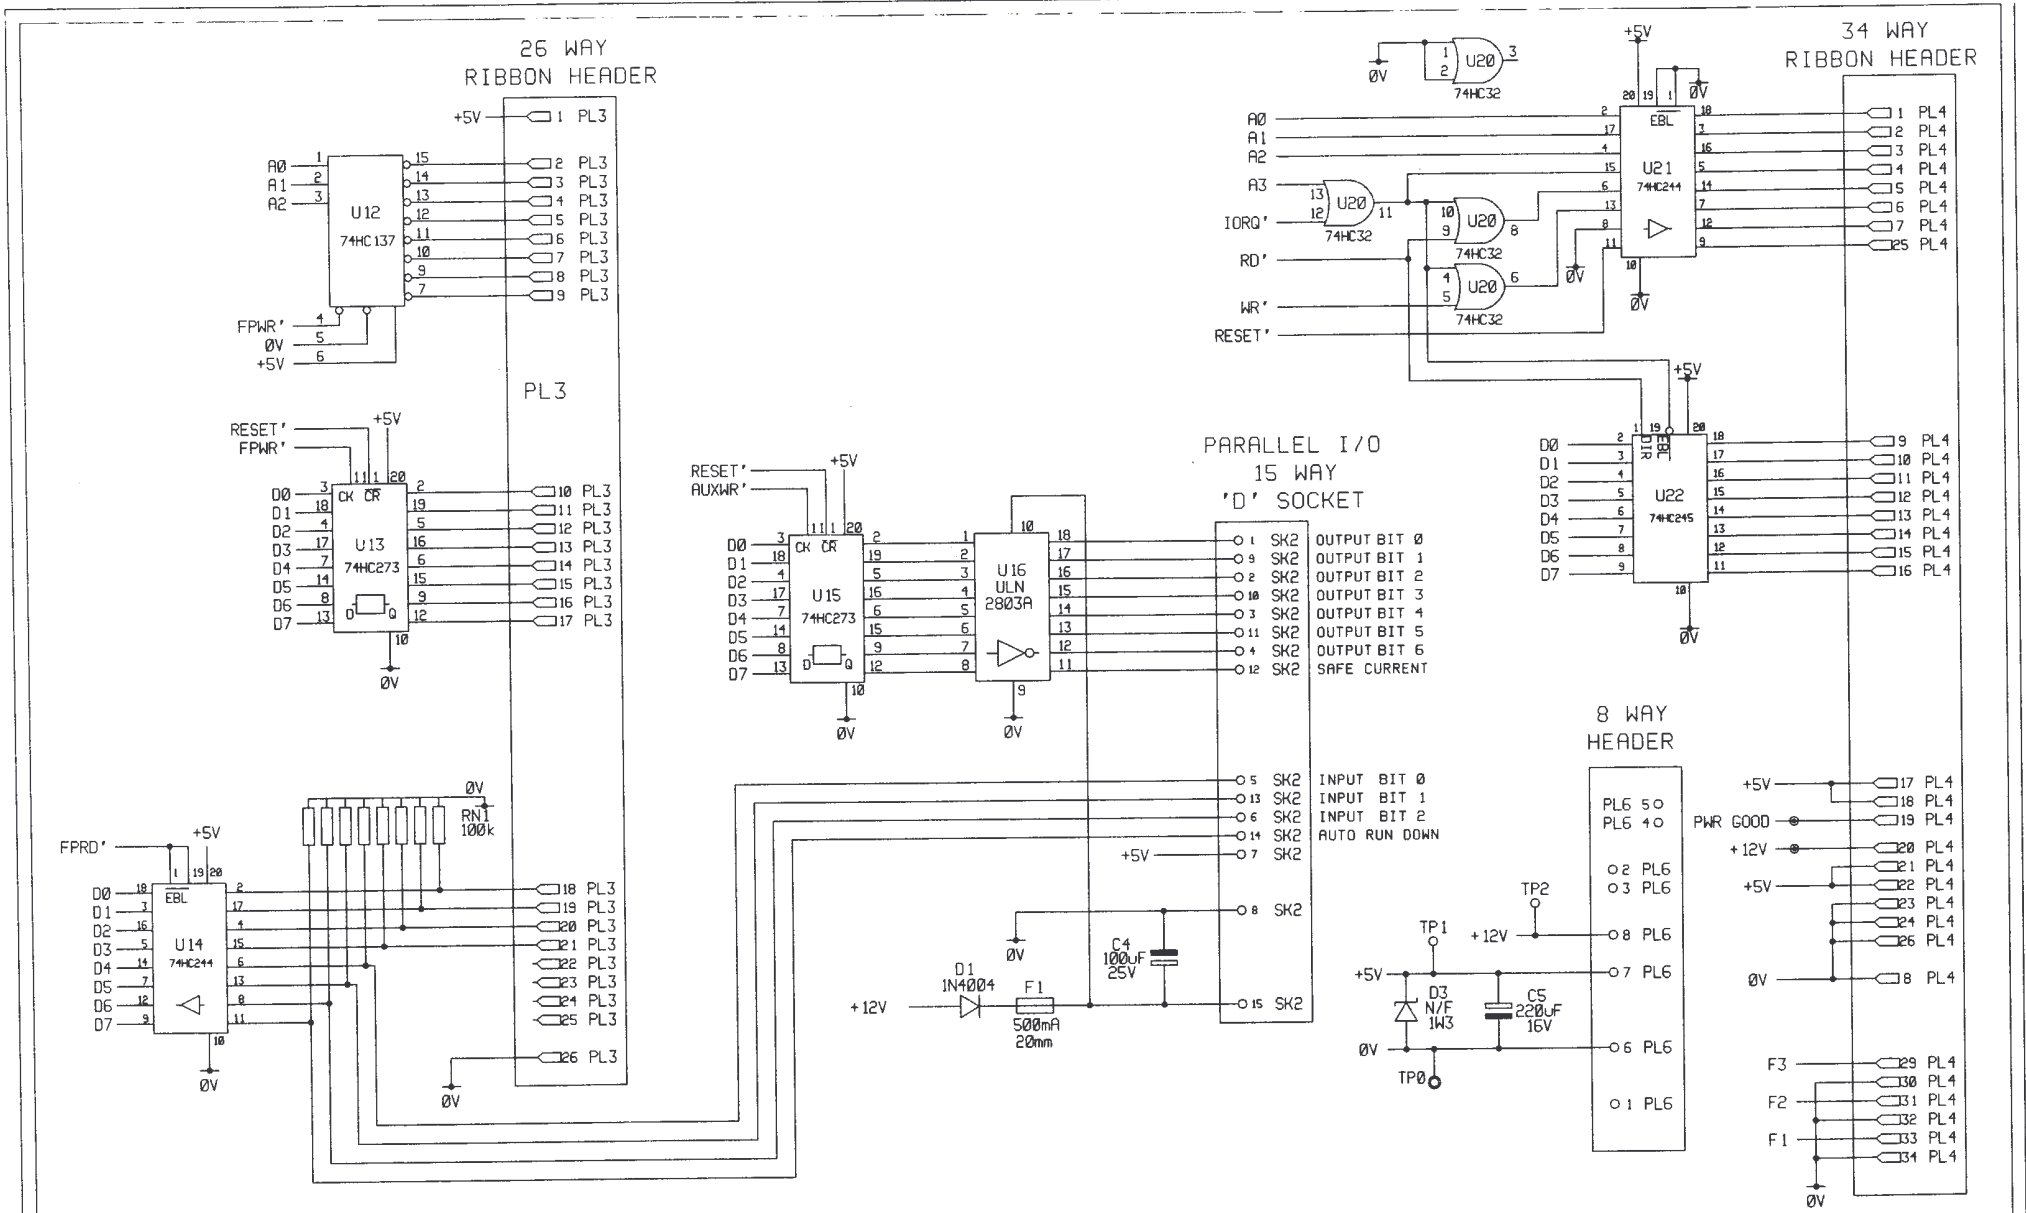 26 WAY
RIBBON HEADER
+5V 1 PL3
A0 1 15 2 PL3
A1 2 14 3 PL3
A2 3 13 4 PL3
U12 12 5 PL3
74HC137 11 6 PL3
10 7 PL3
9 8 PL3
7 9 PL3
FPWR' 4
0V 5
+5V 6
PL3
RESET' +5V
FPWR'
11 1 20
D0 3 CK CR 2 10 PL3
D1 18 19 11 PL3
D2 4 5 12 PL3
D3 17 U13 16 13 PL3
D4 7 74HC273 6 14 PL3
D5 14 15 15 PL3
D6 8 D Q 9 16 PL3
D7 13 12 17 PL3
10
0V
0V
RN1
100k
FPRD' +5V
1 19 20
D0 18 EBL 2 18 PL3
D1 3 17 19 PL3
D2 16 4 20 PL3
D3 5 U14 15 21 PL3
D4 14 74HC244 6 22 PL3
D5 7 13 23 PL3
D6 12 8 24 PL3
D7 9 11 25 PL3
10
0V
26 PL3
0V
RESET' +5V
AUXWR'
11 1 20
D0 3 CK CR 2 1 10 18
D1 18 19 2 17
D2 4 5 3 U16 16
D3 17 U15 16 4 ULN 15
D4 7 74HC273 6 5 2803A 14
D5 14 15 6 13
D6 8 D Q 9 7 12
D7 13 12 8 11
10 9
0V 0V
PARALLEL I/O
15 WAY
'D' SOCKET
1 SK2 OUTPUT BIT 0
9 SK2 OUTPUT BIT 1
2 SK2 OUTPUT BIT 2
10 SK2 OUTPUT BIT 3
3 SK2 OUTPUT BIT 4
11 SK2 OUTPUT BIT 5
4 SK2 OUTPUT BIT 6
12 SK2 SAFE CURRENT
5 SK2 INPUT BIT 0
13 SK2 INPUT BIT 1
6 SK2 INPUT BIT 2
14 SK2 AUTO RUN DOWN
+5V 7 SK2
8 SK2
0V
C4
100uF
25V
D1
1N4004 F1
+12V 15 SK2
500mA
20mm
1 U20 3
2
0V
74HC32
+5V
20 19 1 0V
34 WAY
RIBBON HEADER
A0 2 EBL 18 1 PL4
A1 17 3 2 PL4
A2 4 16 3 PL4
15 U21 5 4 PL4
A3 13 U20 11 6 74HC244 14 5 PL4
IORQ' 12 74HC32 13 7 6 PL4
10 U20 8 8 12 7 PL4
9 74HC32 11 9 25 PL4
RD' 0V 10
4 U20 6 0V
WR' 5 74HC32
RESET'
+5V
1 19 20
D0 2 DIR EBL 18 9 PL4
D1 3 17 10 PL4
D2 4 16 11 PL4
D3 5 U22 15 12 PL4
D4 6 74HC245 14 13 PL4
D5 7 13 14 PL4
D6 8 12 15 PL4
D7 9 11 16 PL4
10
0V
8 WAY
HEADER
PL6 5
PL6 4
2 PL6
3 PL6
TP2
+12V 8 PL6
TP1
+5V 7 PL6
D3
N/F
1W3
C5
220uF
16V
0V 6 PL6
TP0
1 PL6
+5V 17 PL4
18 PL4
PWR GOOD 19 PL4
+12V 20 PL4
21 PL4
+5V 22 PL4
23 PL4
24 PL4
26 PL4
0V 8 PL4
F3 29 PL4
30 PL4
F2 31 PL4
32 PL4
F1 33 PL4
34 PL4
0V